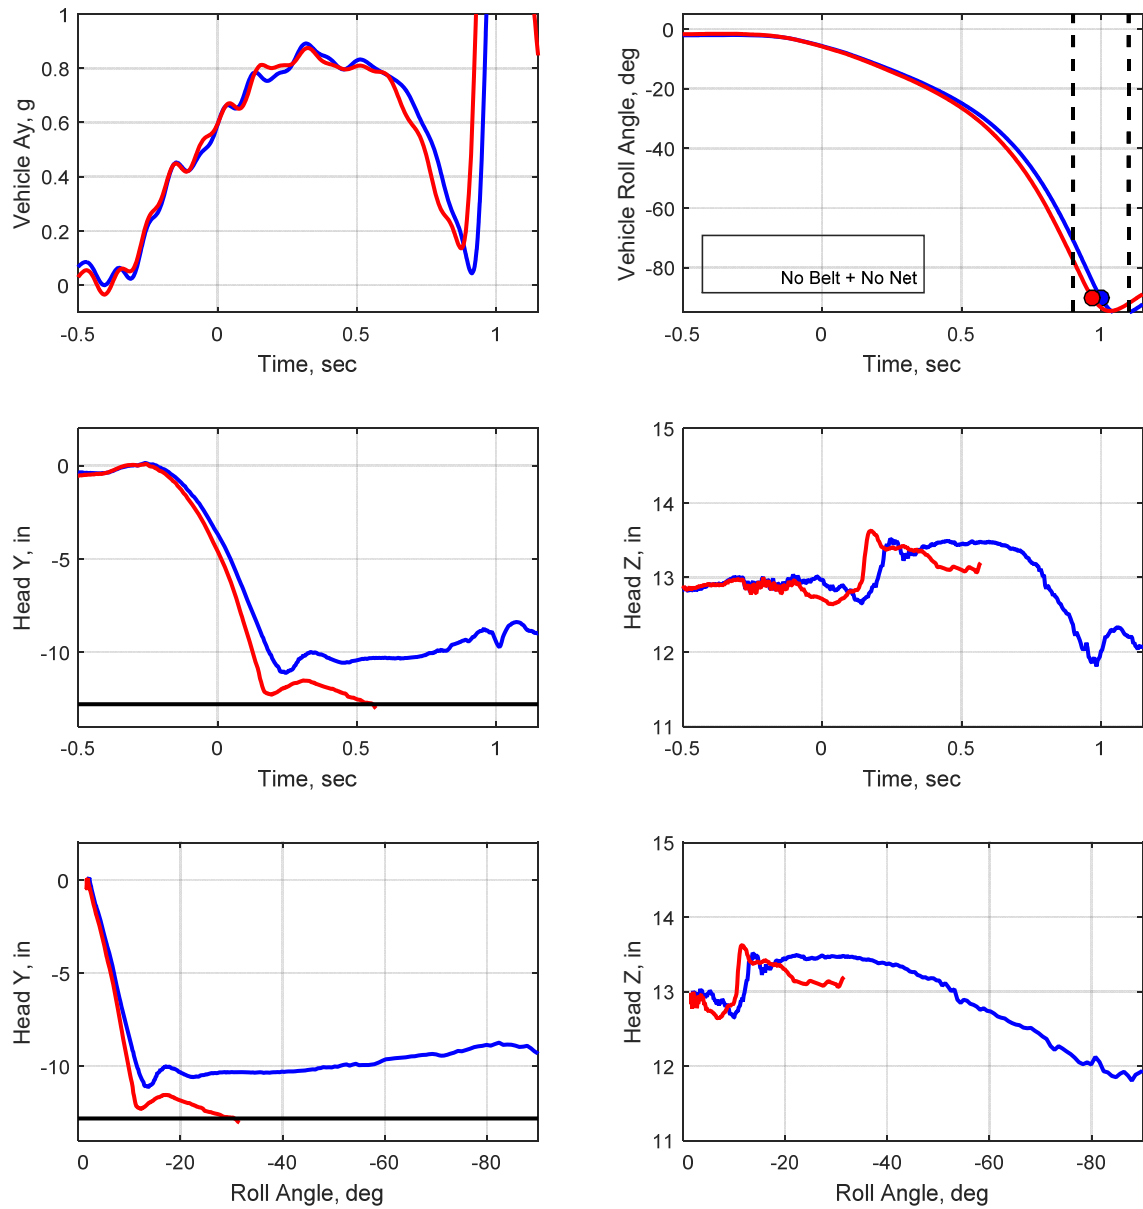 1
0.8
0.6
0.4
0.2
0
-0.5 0 0.5 1
Time, sec
Vehicle Ay, g
0
-20
-40
-60
-80
No Belt + No Net
-0.5 0 0.5 1
Time, sec
Vehicle Roll Angle, deg
0
-5
-10
-0.5 0 0.5 1
Time, sec
Head Y, in
15
14
13
12
11
-0.5 0 0.5 1
Time, sec
Head Z, in
0
-5
-10
0 -20 -40 -60 -80
Roll Angle, deg
Head Y, in
15
14
13
12
11
0 -20 -40 -60 -80
Roll Angle, deg
Head Z, in